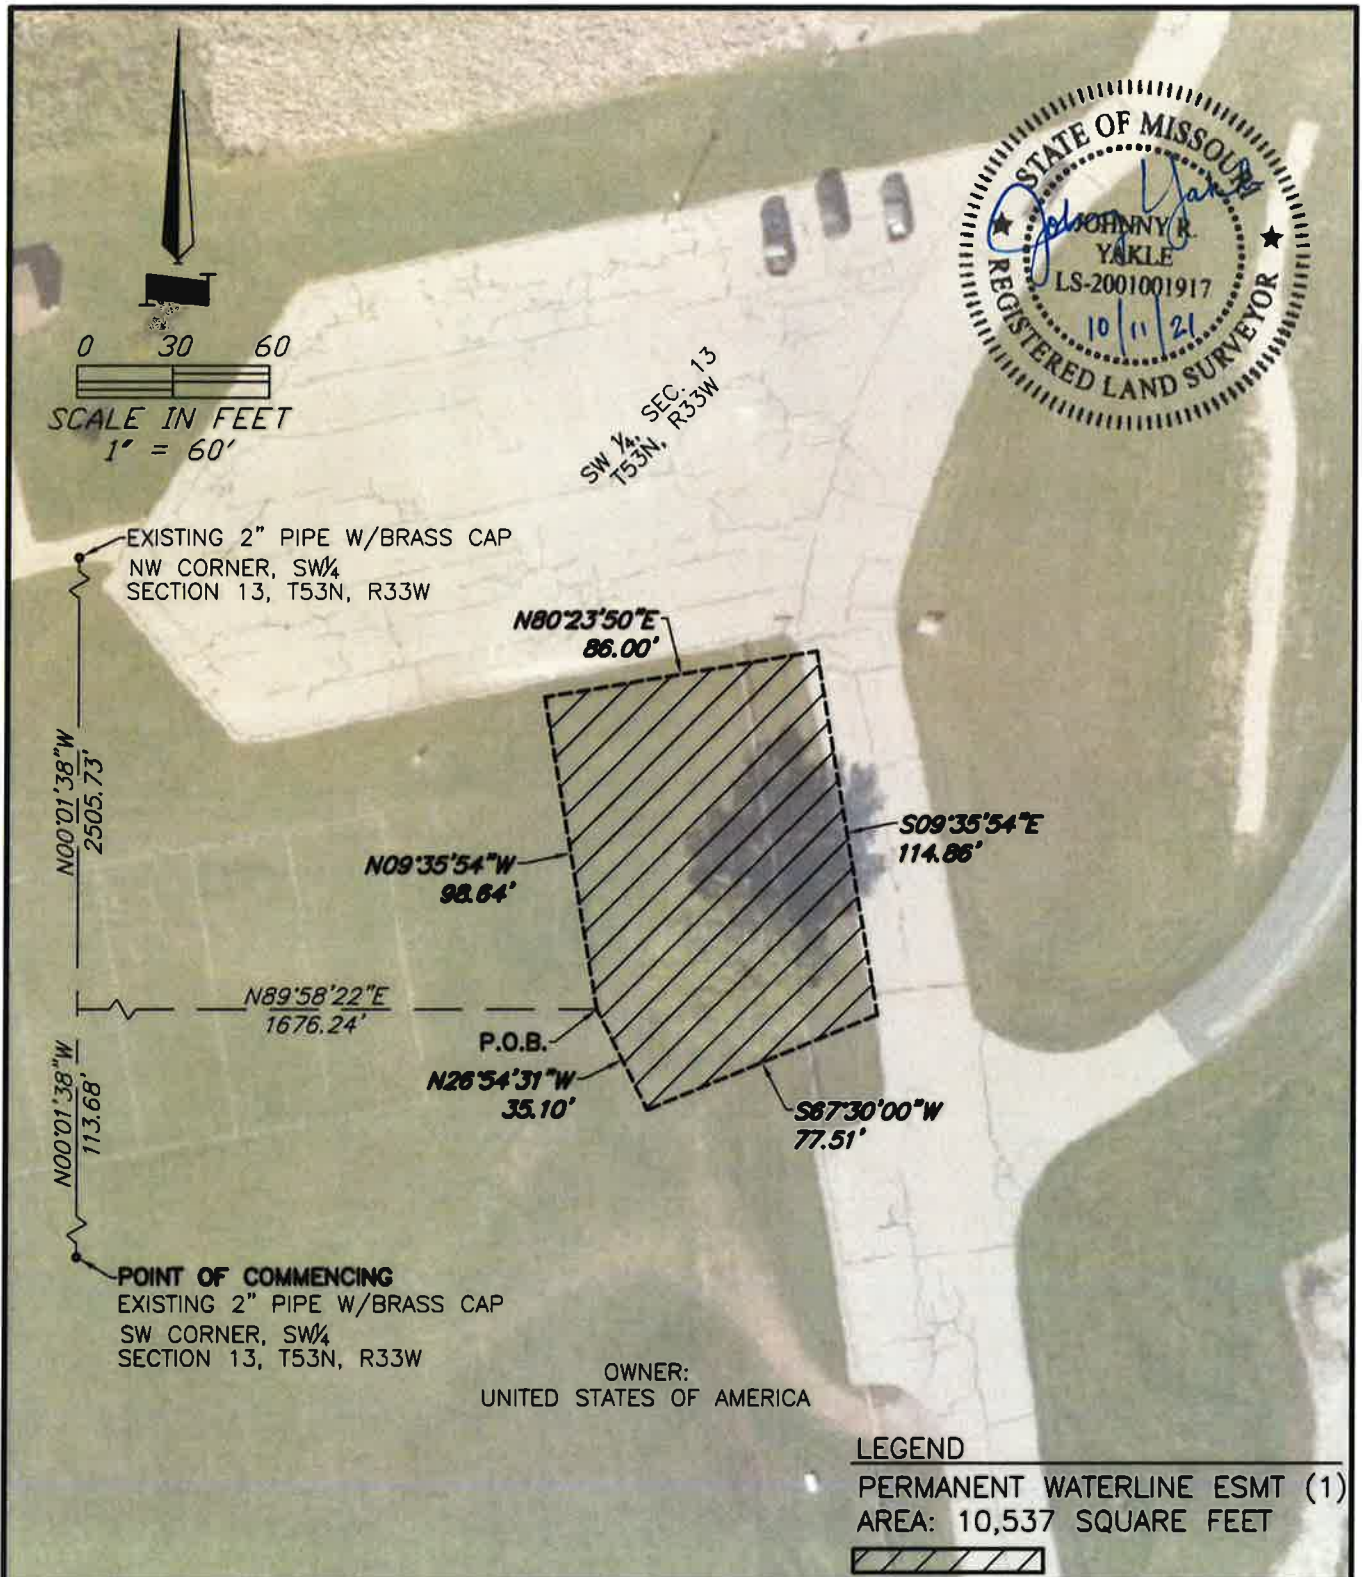 STATE OF MISSOURI
JOHNNY R.
YAKLE
LS-2001001917
10/11/21
REGISTERED LAND SURVEYOR
0 30 60
SCALE IN FEET
1" = 60'
SW ¼, SEC. 13
T53N, R33W
EXISTING 2" PIPE W/BRASS CAP
NW CORNER, SW¼
SECTION 13, T53N, R33W
N80°23'50"E
86.00'
N00°01'38"W
2505.73'
S09°35'54"E
114.86'
N09°35'54"W
98.64'
N89°58'22"E
1676.24'
P.O.B.
N26°54'31"W
35.10'
N00°01'38"W
113.68'
S67°30'00"W
77.51'
POINT OF COMMENCING
EXISTING 2" PIPE W/BRASS CAP
SW CORNER, SW¼
SECTION 13, T53N, R33W
OWNER:
UNITED STATES OF AMERICA
LEGEND
PERMANENT WATERLINE ESMT (1)
AREA: 10,537 SQUARE FEET